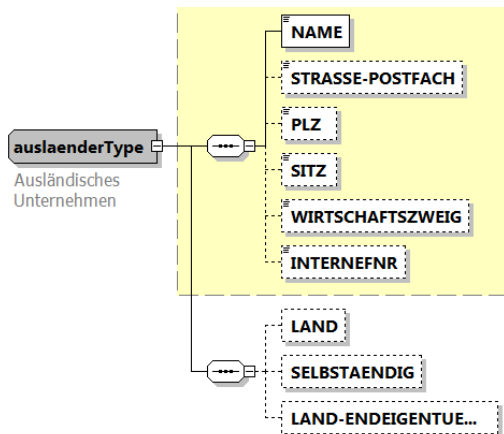 NAME
STRASSE-POSTFACH
PLZ
auslaenderType
SITZ
Ausländisches
Unternehmen
WIRTSCHAFTSZWEIG
INTERNEFNR
LAND
SELBSTAENDIG
LAND-ENDEIGENTUE...